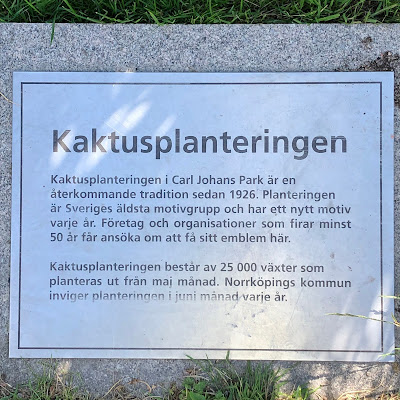 Kaktusplanteringen
Kaktusplanteringen i Carl Johans Park är en
återkommande tradition sedan 1926. Planteringen
är Sveriges äldsta motivgrupp och har ett nytt motiv
varje år. Företag och organisationer som firar minst
50 år får ansöka om att få sitt emblem här.
Kaktusplanteringen består av 25 000 växter som
planteras ut från maj månad. Norrköpings kommun
inviger planteringen i juni månad varje år.